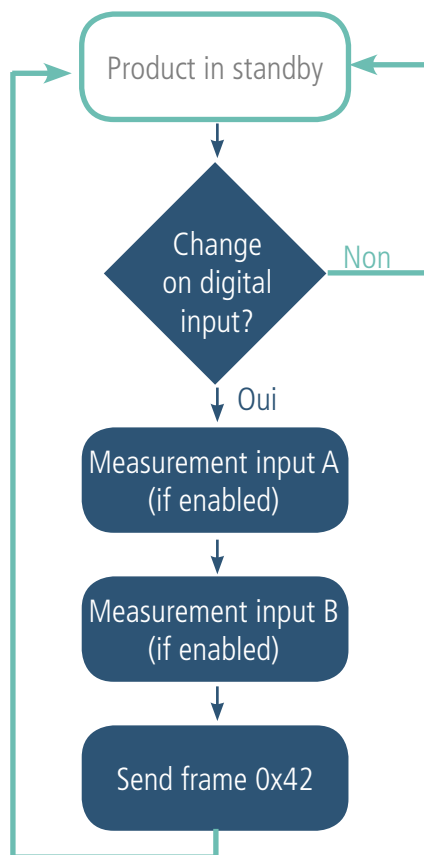 Product in standby
Change
on digital
input?
Non
Oui
Measurement input A
(if enabled)
Measurement input B
(if enabled)
Send frame 0x42